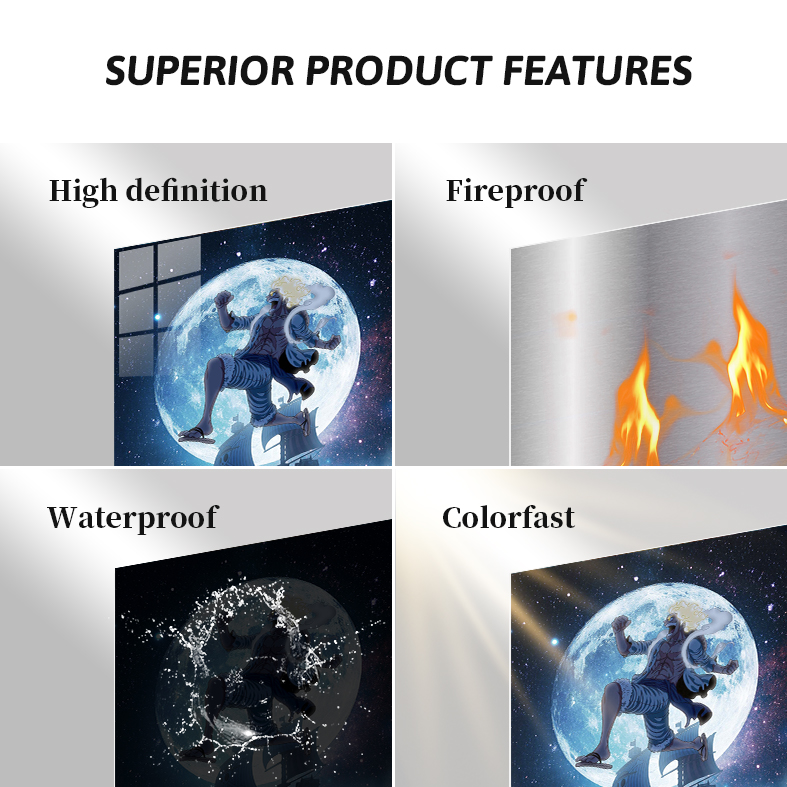 SUPERIOR PRODUCT FEATURES
High definition
Fireproof
Waterproof
Colorfast